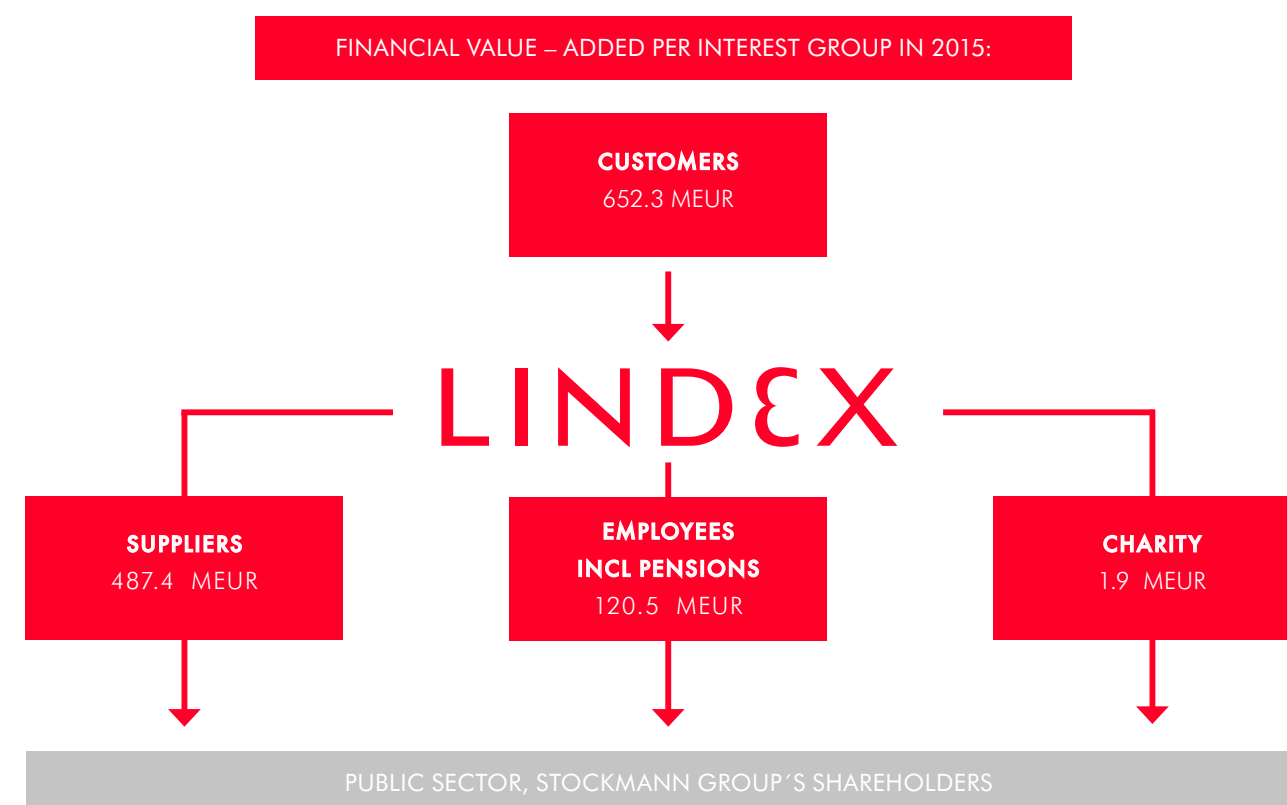 FINANCIAL VALUE – ADDED PER INTEREST GROUP IN 2015:
CUSTOMERS
652.3 MEUR
LINDEX
SUPPLIERS
487.4 MEUR
EMPLOYEES
INCL PENSIONS
120.5 MEUR
CHARITY
1.9 MEUR
PUBLIC SECTOR, STOCKMANN GROUP´S SHAREHOLDERS